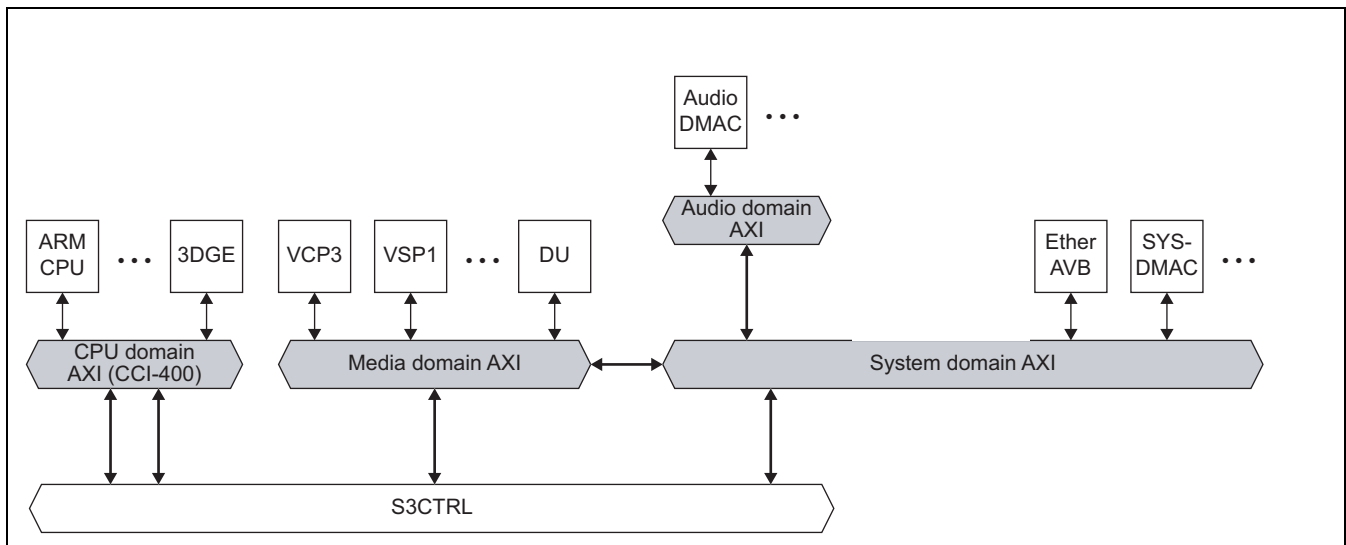 Audio
DMAC
...
Audio domain
AXI
ARM
CPU
...
3DGE
VCP3
VSP1
...
DU
Ether
AVB
SYS-
DMAC
...
CPU domain
AXI (CCI-400)
Media domain AXI
System domain AXI
S3CTRL